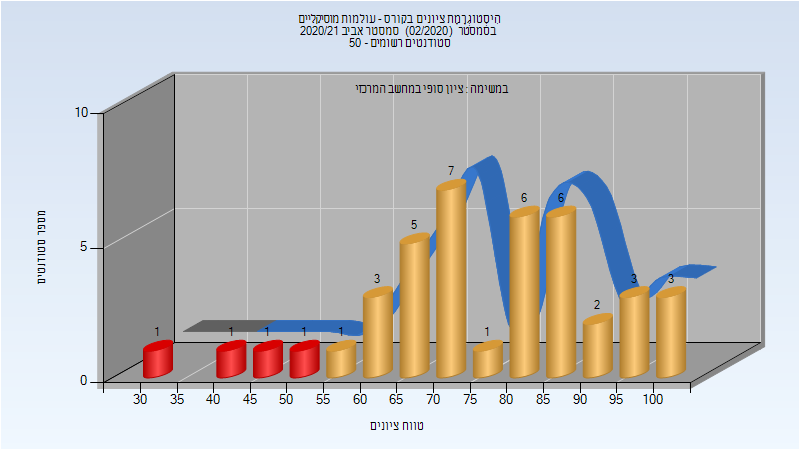 היסטוגרמת ציונים בקורס - עולמות מוסיקליים
בסמסטר (02/2020) סמסטר אביב 2020/21
סטודנטים רשומים - 50
במשימה : ציון סופי במחשב המרכזי
10
5
0
מספר סטודנטים
1
1
1
1
1
3
5
7
1
6
6
2
3
3
30 35 40 45 50 55 60 65 70 75 80 85 90 95 100
טווח ציונים